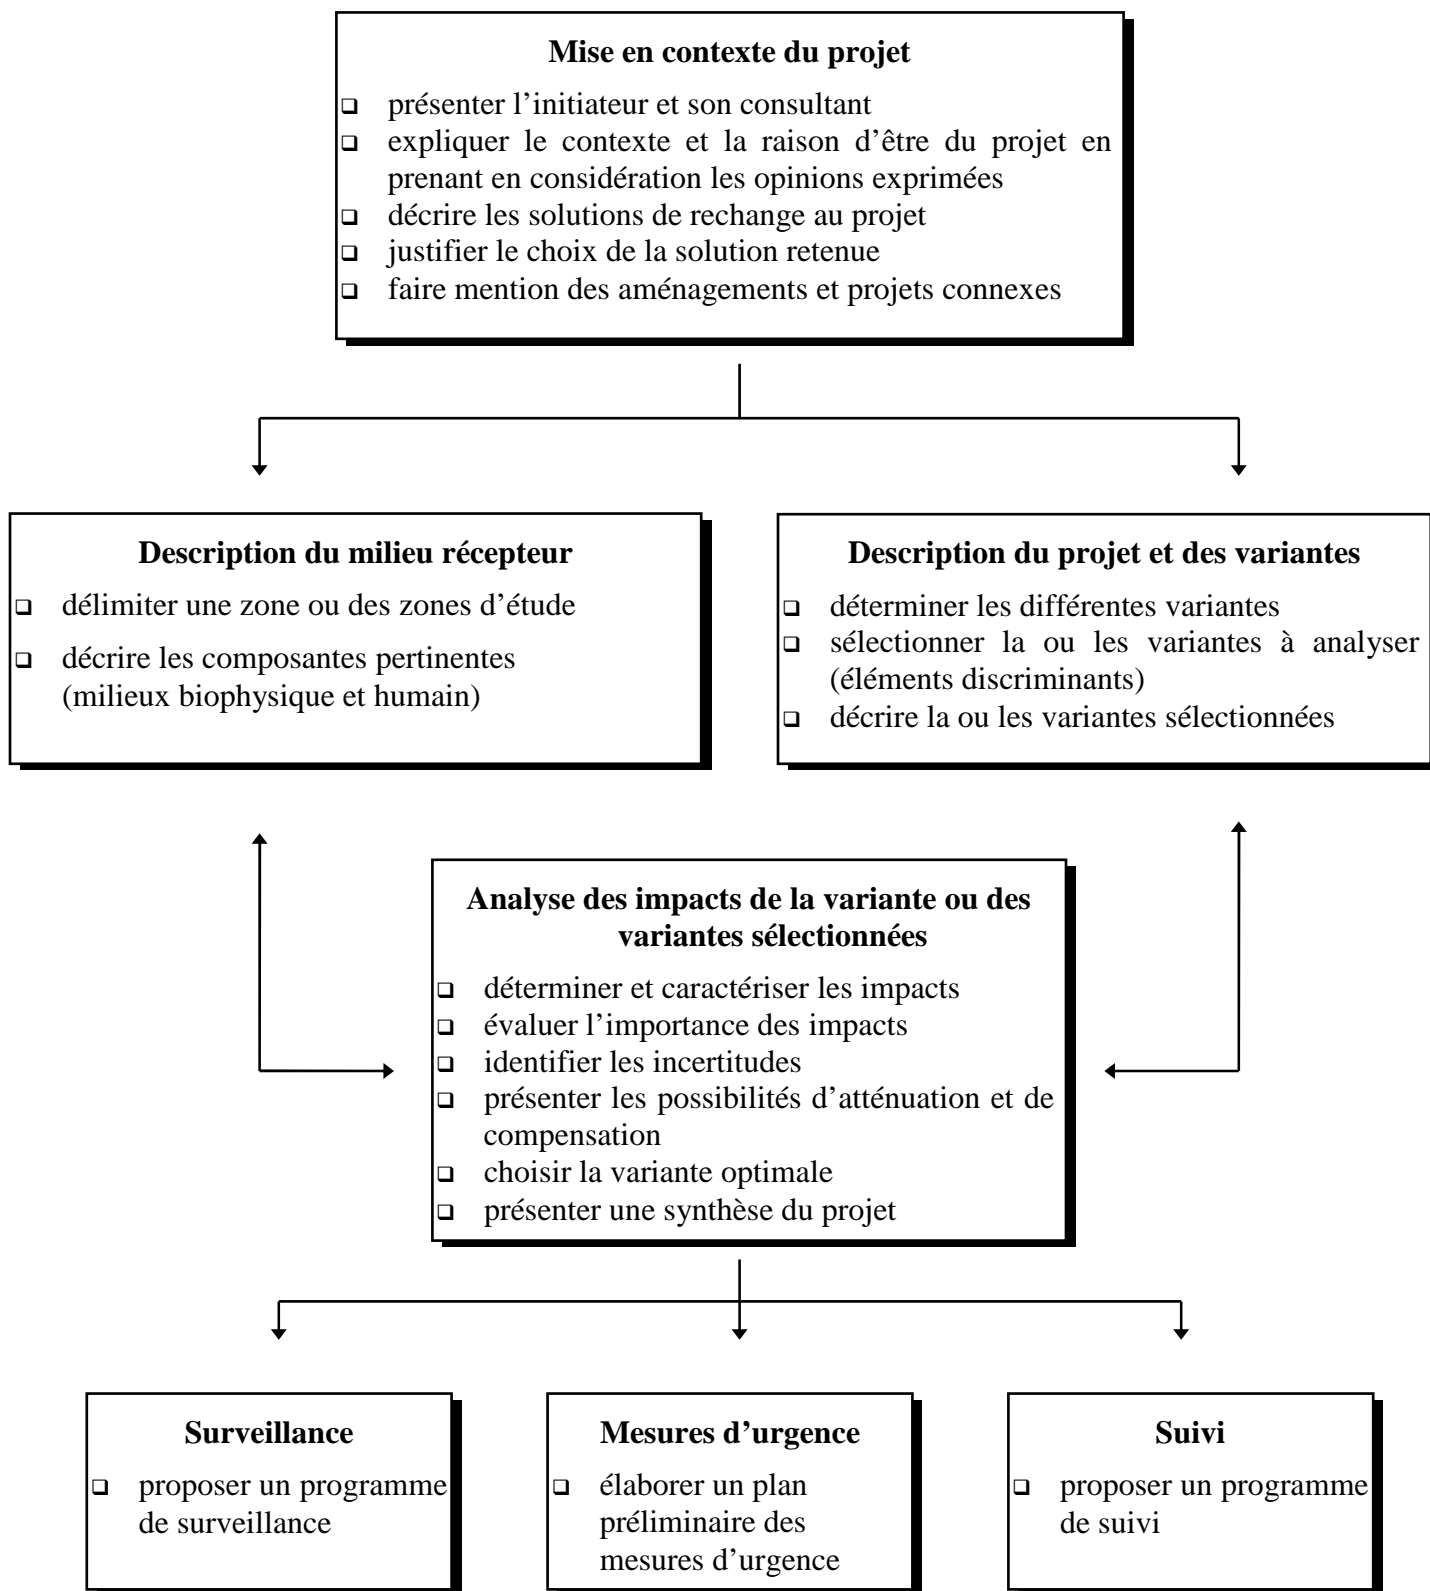 Mise en contexte du projet
❑ présenter l’initiateur et son consultant
❑ expliquer le contexte et la raison d’être du projet en
prenant en considération les opinions exprimées
❑ décrire les solutions de rechange au projet
❑ justifier le choix de la solution retenue
❑ faire mention des aménagements et projets connexes
Description du milieu récepteur
❑ délimiter une zone ou des zones d’étude
❑ décrire les composantes pertinentes
(milieux biophysique et humain)
Description du projet et des variantes
❑ déterminer les différentes variantes
❑ sélectionner la ou les variantes à analyser
(éléments discriminants)
❑ décrire la ou les variantes sélectionnées
Analyse des impacts de la variante ou des
variantes sélectionnées
❑ déterminer et caractériser les impacts
❑ évaluer l’importance des impacts
❑ identifier les incertitudes
❑ présenter les possibilités d’atténuation et de
compensation
❑ choisir la variante optimale
❑ présenter une synthèse du projet
Surveillance
❑ proposer un programme
de surveillance
Mesures d’urgence
❑ élaborer un plan
préliminaire des
mesures d’urgence
Suivi
❑ proposer un programme
de suivi